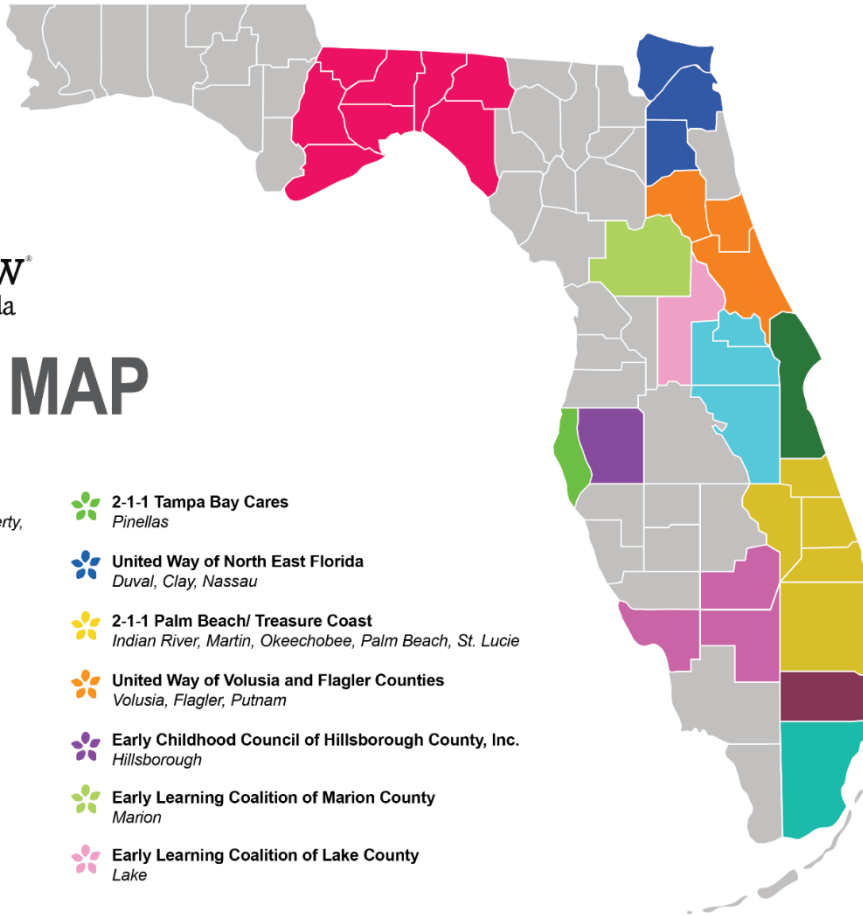 MAP
2-1-1 Tampa Bay Cares
Pinellas
United Way of North East Florida
Duval, Clay, Nassau
2-1-1 Palm Beach/ Treasure Coast
Indian River, Martin, Okeechobee, Palm Beach, St. Lucie
United Way of Volusia and Flagler Counties
Volusia, Flagler, Putnam
Early Childhood Council of Hillsborough County, Inc.
Hillsborough
Early Learning Coalition of Marion County
Marion
Early Learning Coalition of Lake County
Lake